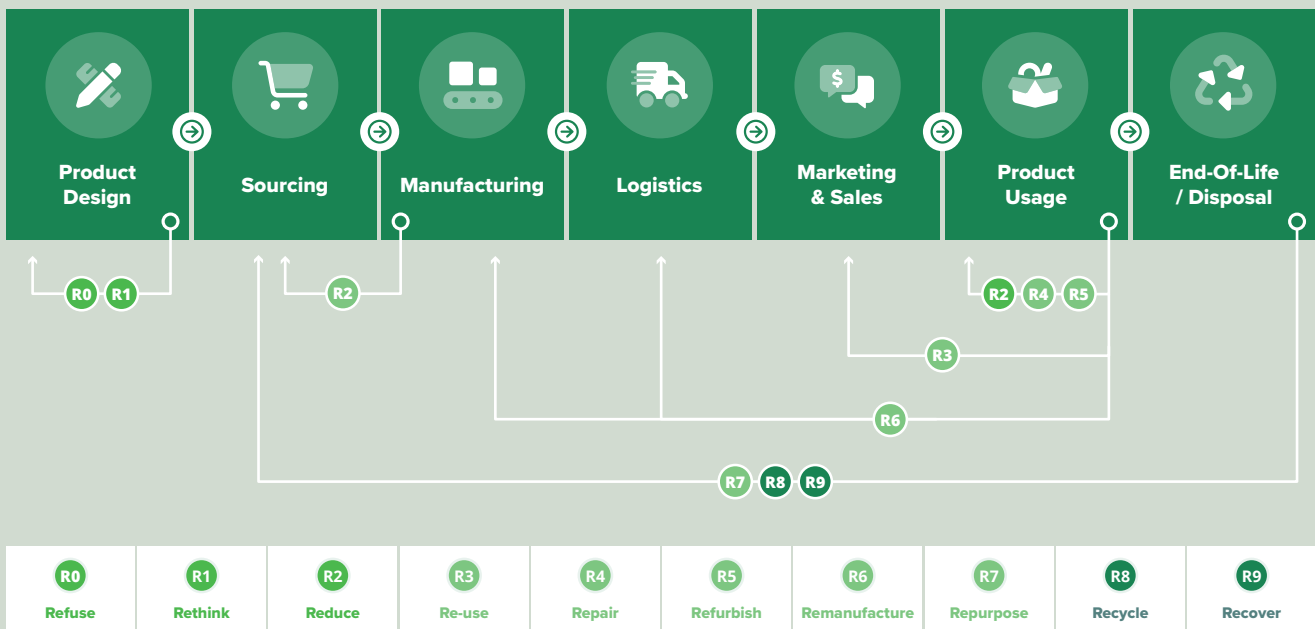 $
Product
Design
Sourcing
Manufacturing
Logistics
Marketing
& Sales
Product
Usage
End-Of-Life
/ Disposal
R0 R1
R2
R2 R4 R5
R3
R6
R7 R8 R9
R0 R1 R2 R3 R4 R5 R6 R7 R8 R9
Refuse Rethink Reduce Re-use Repair Refurbish Remanufacture Repurpose Recycle Recover